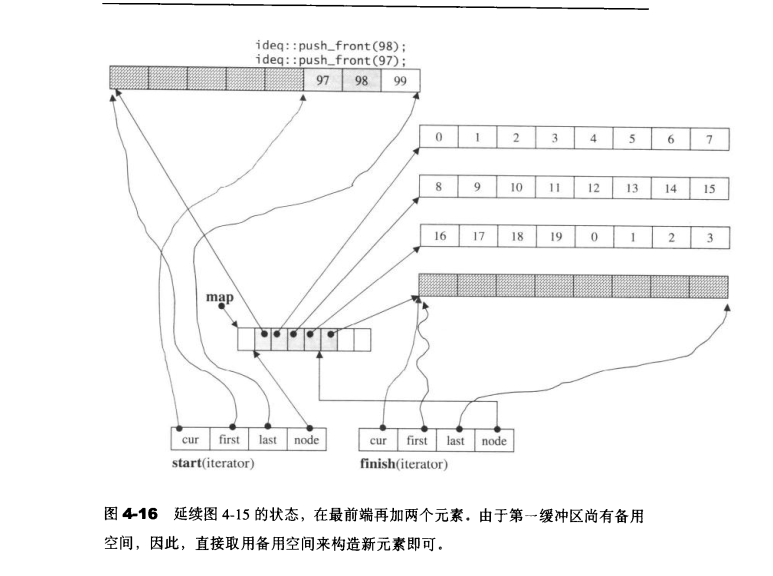 ideq::push_front(98);
ideq::push_front(97);
97 98 99
0 1 2 3 4 5 6 7
8 9 10 11 12 13 14 15
16 17 18 19 0 1 2 3
map
cur first last node
start(iterator)
cur first last node
finish(iterator)
图 4-16 延续图 4-15 的状态，在最前端再加两个元素。由于第一缓冲区尚有备用
空间，因此，直接取用备用空间来构造新元素即可。